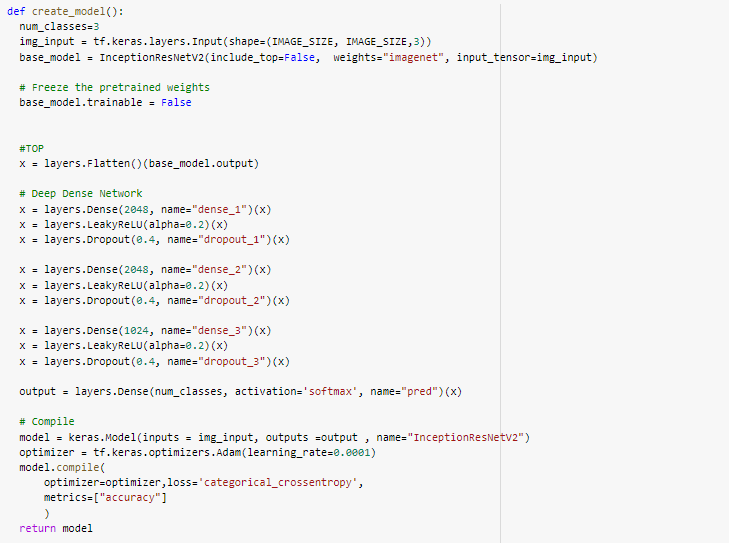 def create_model():
num_classes=3
img_input = tf.keras.layers.Input(shape=(IMAGE_SIZE, IMAGE_SIZE,3))
base_model = InceptionResNetV2(include_top=False,  weights="imagenet", input_tensor=img_input)
# Freeze the pretrained weights
base_model.trainable = False
#TOP
x = layers.Flatten()(base_model.output)
# Deep Dense Network
x = layers.Dense(2048, name="dense_1")(x)
x = layers.LeakyReLU(alpha=0.2)(x)
x = layers.Dropout(0.4, name="dropout_1")(x)
x = layers.Dense(2048, name="dense_2")(x)
x = layers.LeakyReLU(alpha=0.2)(x)
x = layers.Dropout(0.4, name="dropout_2")(x)
x = layers.Dense(1024, name="dense_3")(x)
x = layers.LeakyReLU(alpha=0.2)(x)
x = layers.Dropout(0.4, name="dropout_3")(x)
output = layers.Dense(num_classes, activation='softmax', name="pred")(x)
# Compile
model = keras.Model(inputs = img_input, outputs =output , name="InceptionResNetV2")
optimizer = tf.keras.optimizers.Adam(learning_rate=0.0001)
model.compile(
optimizer=optimizer,loss='categorical_crossentropy',
metrics=["accuracy"]
)
return model